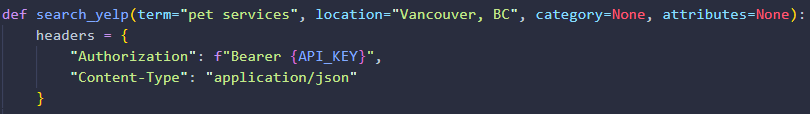 def search_yelp(term="pet services", location="Vancouver, BC", category=None, attributes=None):
    headers = {
        "Authorization": f"Bearer {API_KEY}",
        "Content-Type": "application/json"
    }